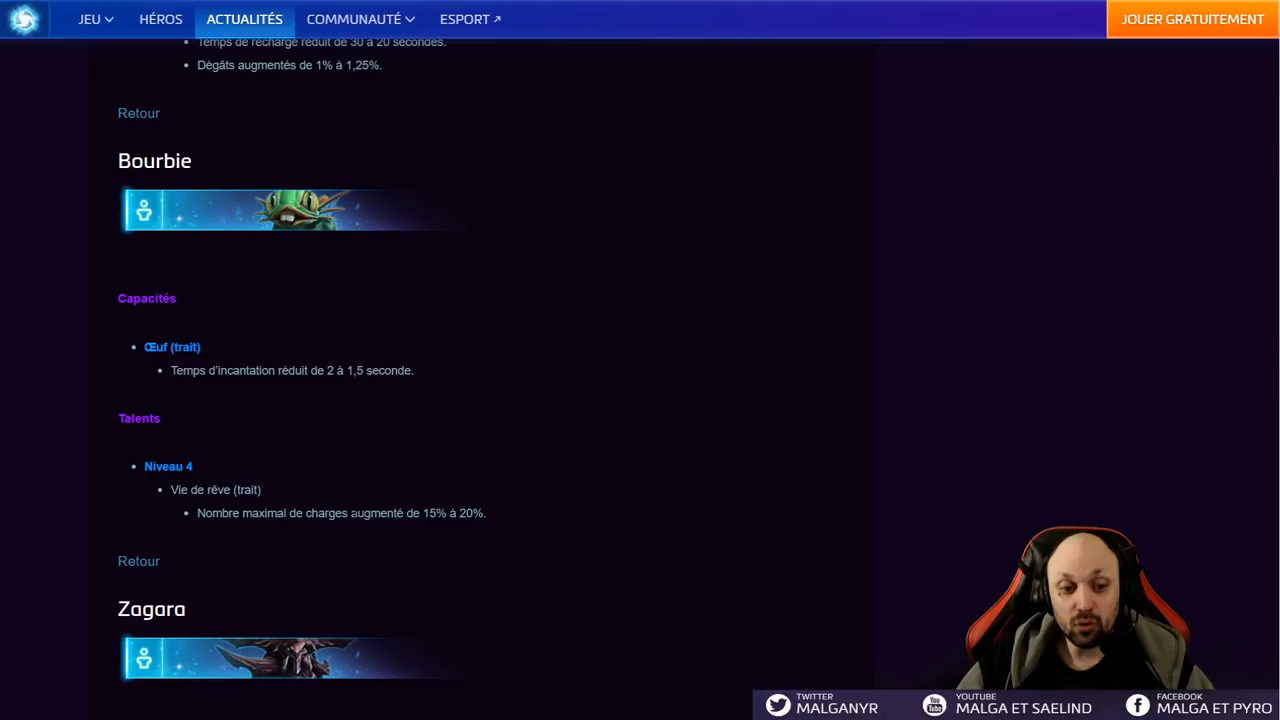 JEU HÉROS ACTUALITÉS COMMUNAUTÉ ESPORT JOUER GRATUITEMENT
Temps de recharge réduit de 30 à 20 secondes.
Dégâts augmentés de 1% à 1,25%.
Retour
Bourbie
Capacités
Œuf (trait)
Temps d'incantation réduit de 2 à 1,5 seconde.
Talents
Niveau 4
Vie de rêve (trait)
Nombre maximal de charges augmenté de 15% à 20%.
Retour
Zagara
TWITTER
MALGANYR
YOUTUBE
MALGA ET SAELIND
FACEBOOK
MALGA ET PYRO